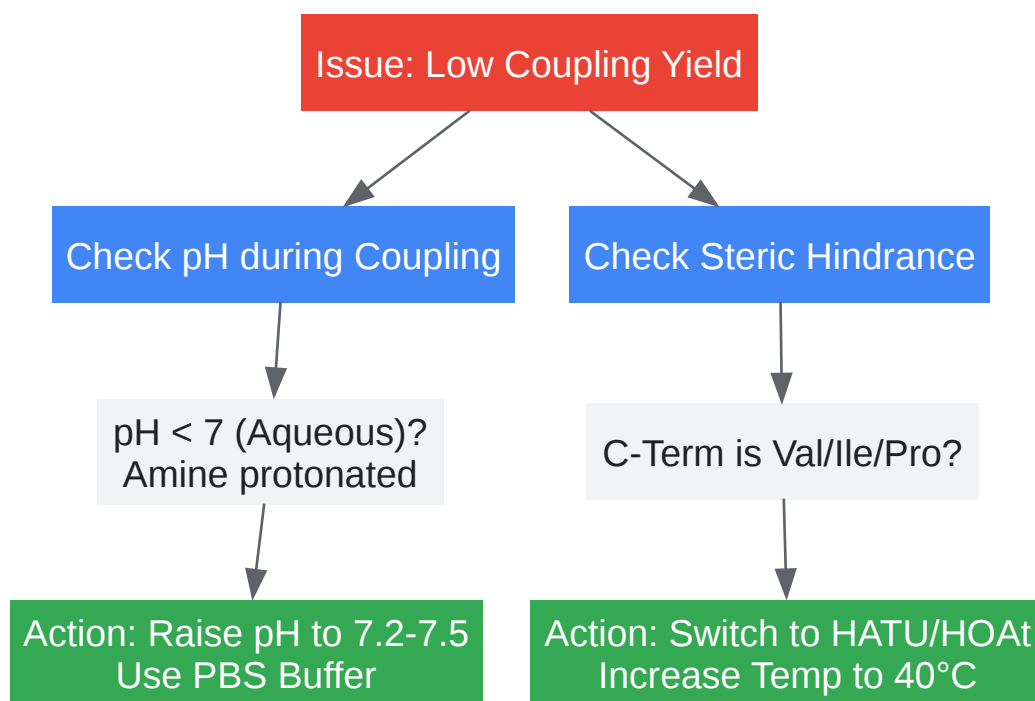 Issue: Low Coupling Yield
Check pH during Coupling
Check Steric Hindrance
pH < 7 (Aqueous)?
Amine protonated
C-Term is Val/Ile/Pro?
Action: Raise pH to 7.2-7.5
Use PBS Buffer
Action: Switch to HATU/HOAt
Increase Temp to 40°C